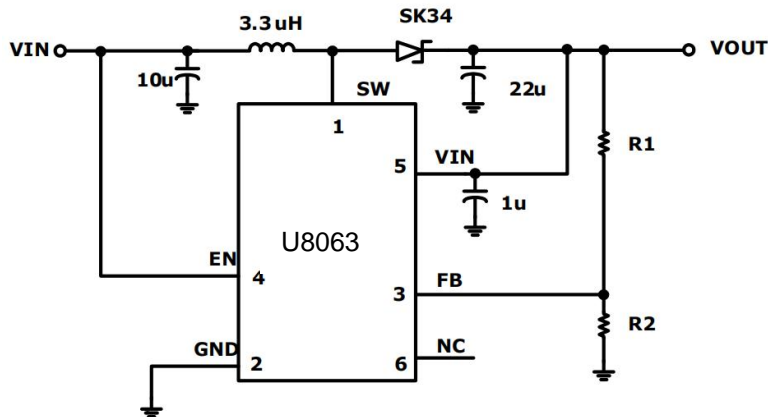 3.3uH
SK34
VIN
VOUT
10u
SW
22u
1
R1
VIN
5
1u
U8063
EN
4
FB
3
R2
GND
2
NC
6